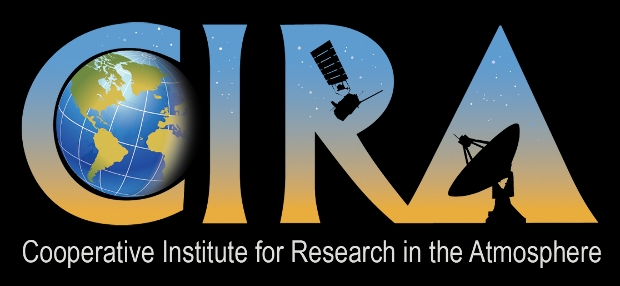 CIRA
Cooperative Institute for Research in the Atmosphere